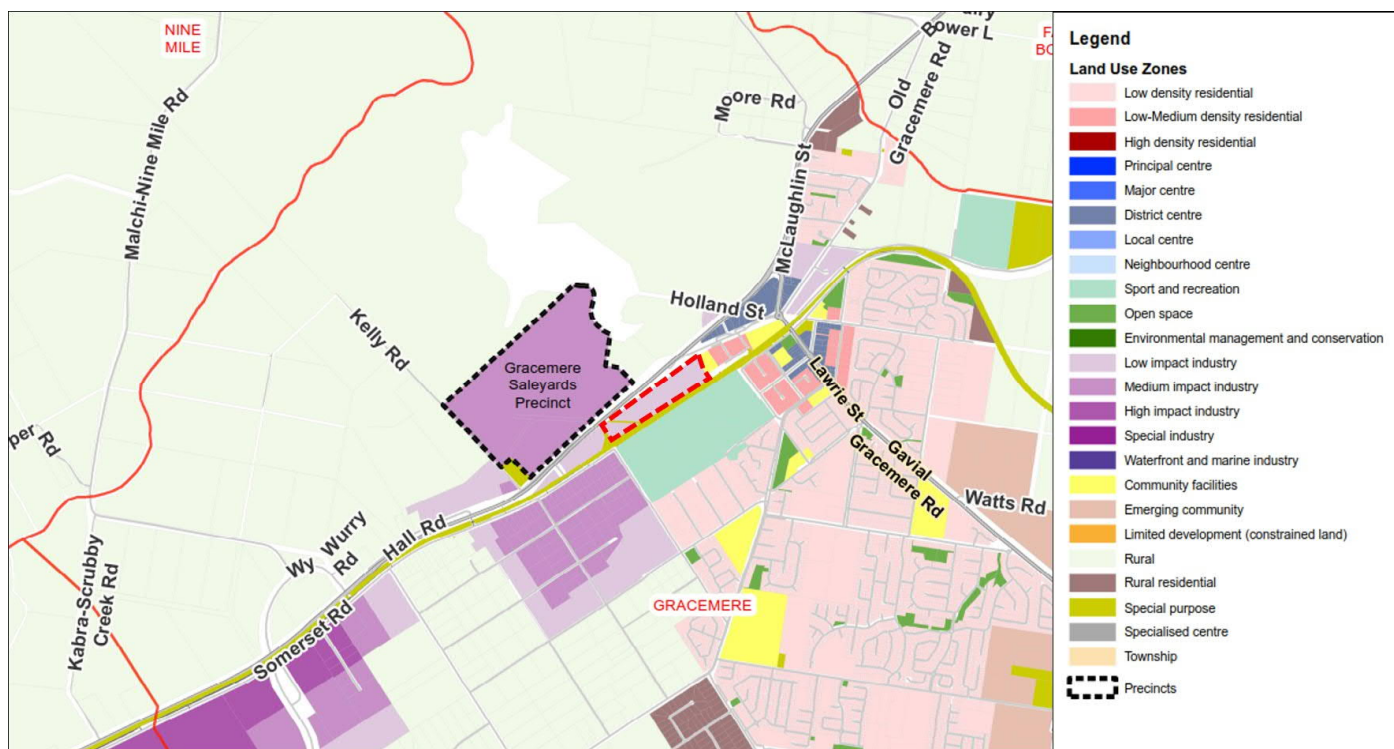 NINE
MILE
Bower L
FA
BO
Moore Rd
Old
Gracemere Rd
McLaughlin St
Malchi-Nine Mile Rd
Holland St
Kelly Rd
Gracemere
Saleyards
Precinct
Lawrie St
per Rd
Gavial
Gracemere Rd
Watts Rd
Hall Rd
Wy Wurry
Rd
Kabra-Scrubby
Creek Rd
Somerset Rd
GRACEMERE
Legend
Land Use Zones
Low density residential
Low-Medium density residential
High density residential
Principal centre
Major centre
District centre
Local centre
Neighbourhood centre
Sport and recreation
Open space
Environmental management and conservation
Low impact industry
Medium impact industry
High impact industry
Special industry
Waterfront and marine industry
Community facilities
Emerging community
Limited development (constrained land)
Rural
Rural residential
Special purpose
Specialised centre
Township
Precincts